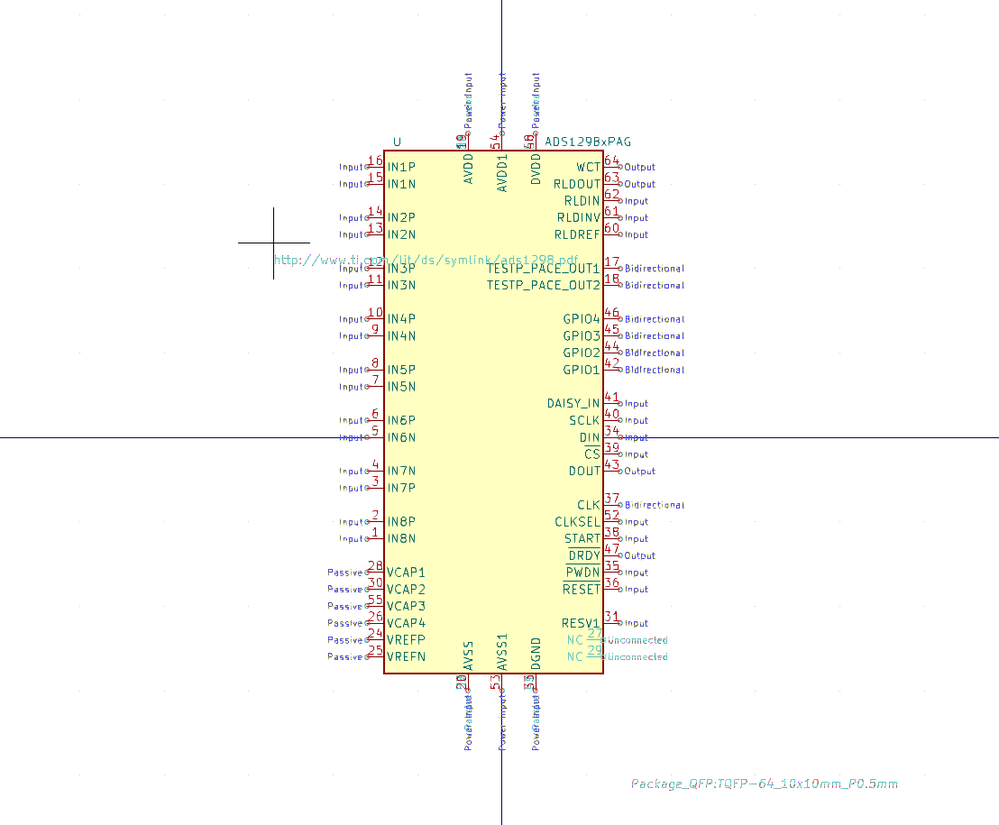 Power Input Power Input Power Input
54
U ADS129BxPAG
AVDD AVDD1 DVDD
Input 16 IN1P WCT 64 Output
Input 15 IN1N RLDOUT 63 Output
RLDIN 62 Input
Input 14 IN2P RLDINV 61 Input
Input 13 IN2N RLDREF 60 Input
http://www.ti.com/lit/ds/symlink/ads1298.pdf
Input 12 IN3P TESTP_PACE_OUT1 17 Bidirectional
Input 11 IN3N TESTP_PACE_OUT2 18 Bidirectional
Input 10 IN4P GPIO4 46 Bidirectional
Input 9 IN4N GPIO3 45 Bidirectional
GPIO2 44 Bidirectional
Input 8 IN5P GPIO1 42 Bidirectional
Input 7 IN5N
DAISY_IN 41 Input
Input 6 IN6P SCLK 40 Input
Input 5 IN6N DIN 34 Input
CS 39 Input
Input 4 IN7N DOUT 43 Output
Input 3 IN7P
CLK 37 Bidirectional
Input 2 IN8P CLKSEL 52 Input
Input 1 IN8N START 38 Input
DRDY 47 Output
Passive 28 VCAP1 PWDN 35 Input
Passive 30 VCAP2 RESET 36 Input
Passive 55 VCAP3
Passive 26 VCAP4 RESV1 31 Input
Passive 24 VREFP NC 27 Unconnected
Passive 25 VREFN NC 29 Unconnected
AVSS AVSS1 DGND
53
Power Input Power Input Power Input
Package_QFP:TQFP-64_10x10mm_P0.5mm